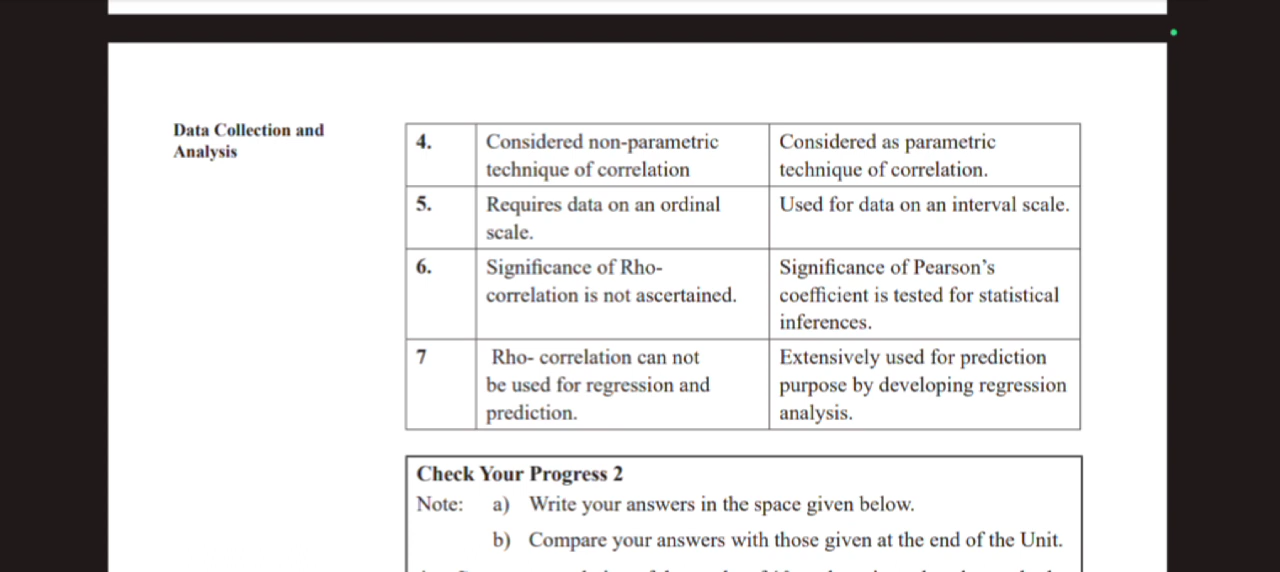 Data Collection and
Analysis
4. Considered non-parametric Considered as parametric
technique of correlation technique of correlation.
5. Requires data on an ordinal Used for data on an interval scale.
scale.
6. Significance of Rho- Significance of Pearson’s
correlation is not ascertained. coefficient is tested for statistical
inferences.
7 Rho- correlation can not Extensively used for prediction
be used for regression and purpose by developing regression
prediction. analysis.
Check Your Progress 2
Note: a) Write your answers in the space given below.
b) Compare your answers with those given at the end of the Unit.